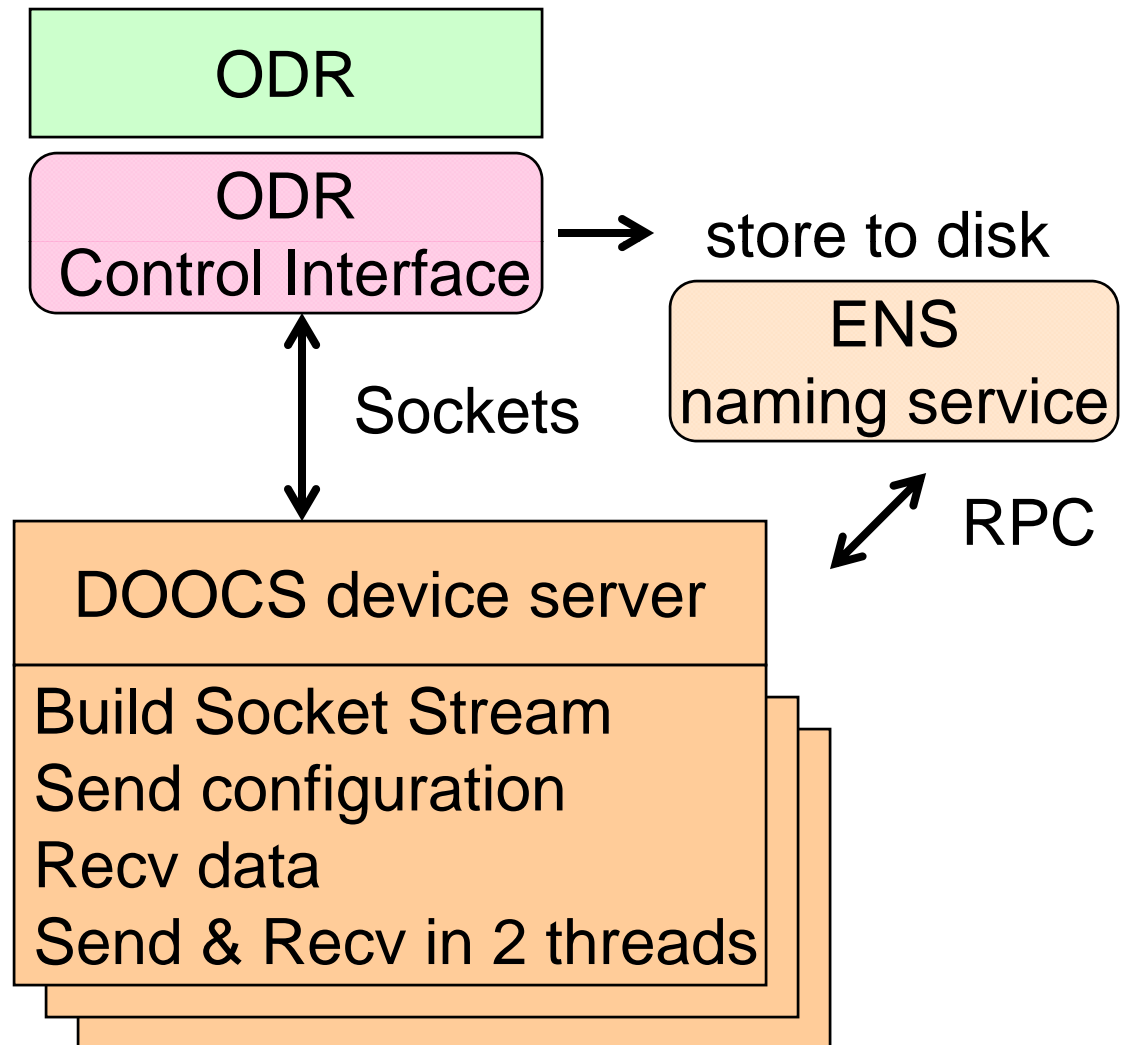 ODR
ODR
Control Interface
store to disk
ENS
naming service
Sockets
RPC
DOOCS device server
Build Socket Stream
Send configuration
Recv data
Send & Recv in 2 threads